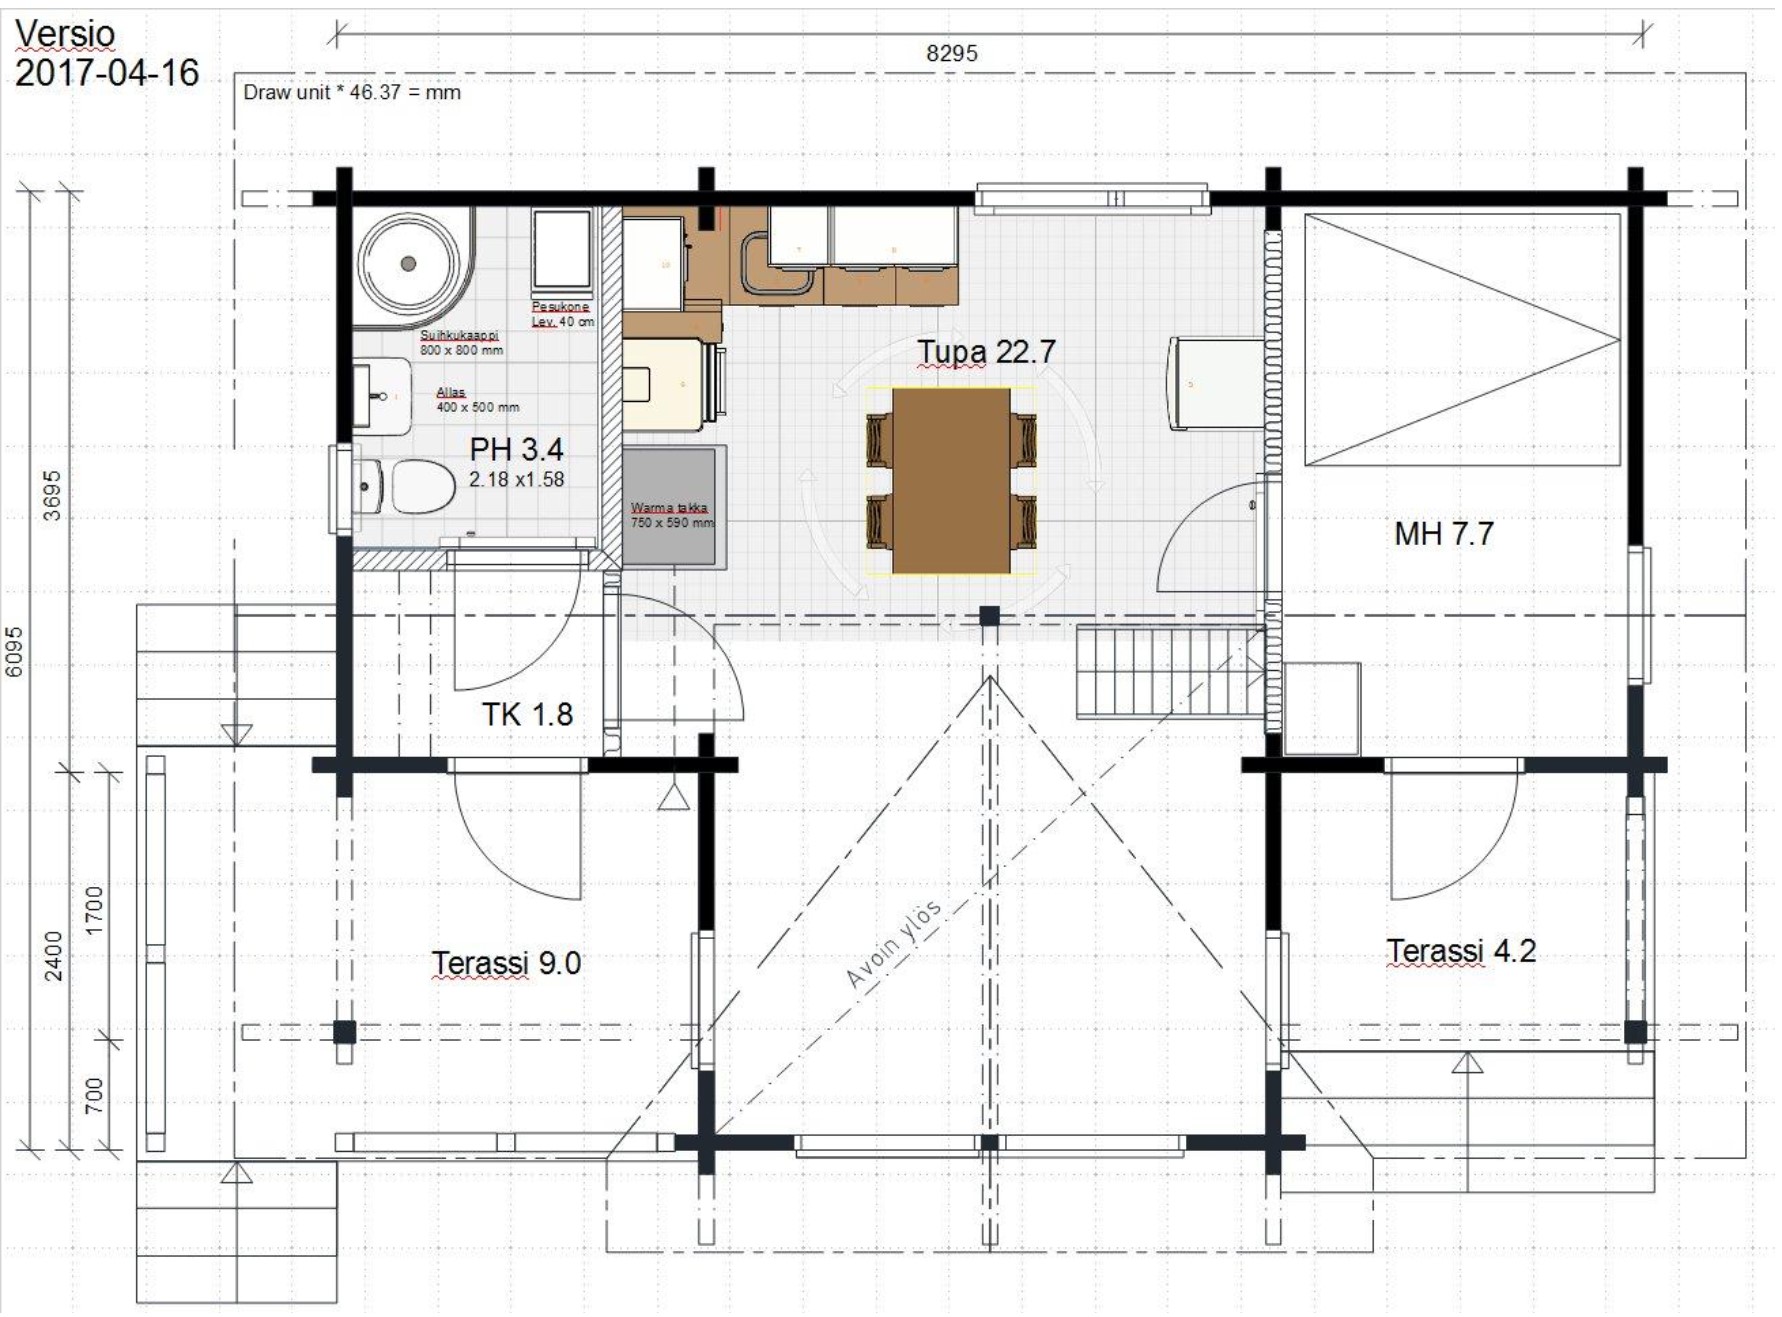 Versio
2017-04-16
8295
Draw unit * 46.37 = mm
Pesukone
Lev. 40 cm
Suihkukaappi
800 x 800 mm
Allas
400 x 500 mm
PH 3.4
2.18 x1.58
Tupa 22.7
Warma takka
750 x 590 mm
MH 7.7
3695
6095
TK 1.8
1700
2400
700
Terassi 9.0
Avoin ylös
Terassi 4.2